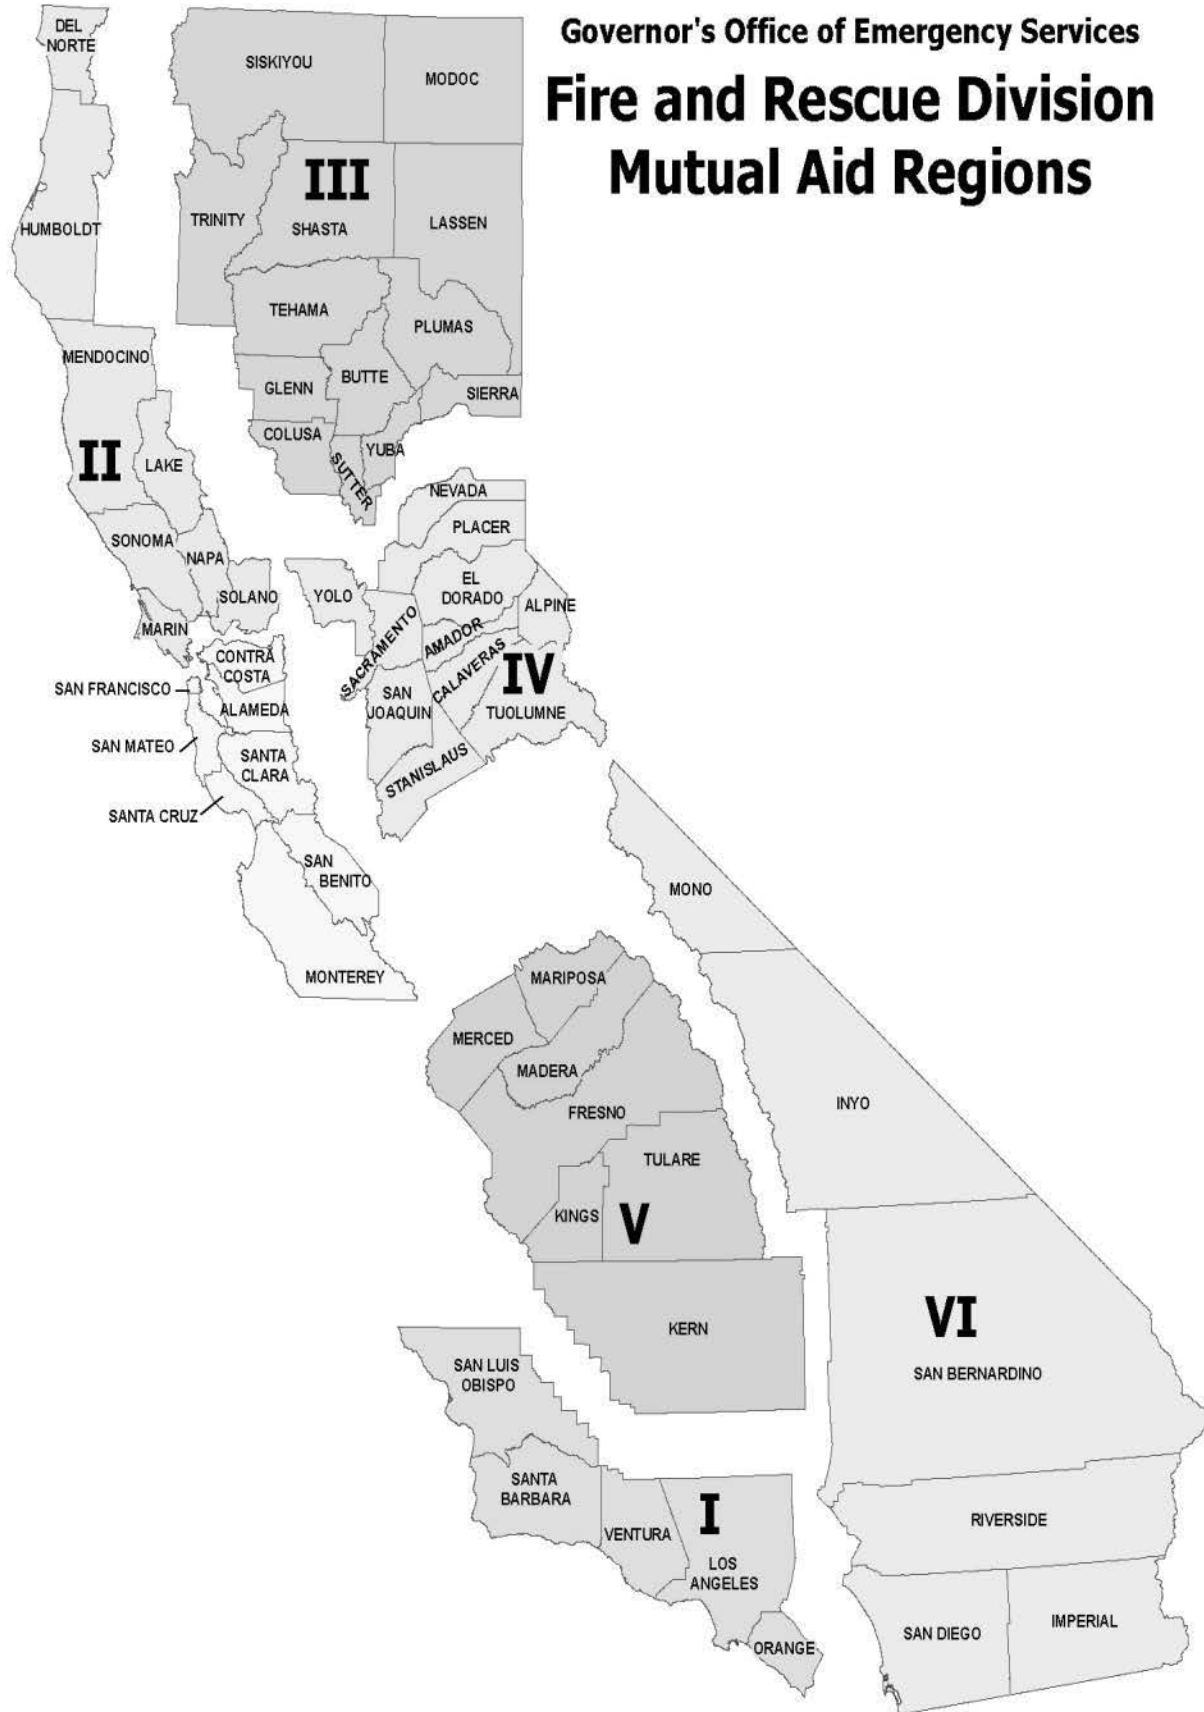 Governor's Office of Emergency Services
Fire and Rescue Division
Mutual Aid Regions
DEL
NORTE
HUMBOLDT
MENDOCINO
II
LAKE
SONOMA
NAPA
SOLANO
MARIN
CONTRA
COSTA
SAN FRANCISCO
ALAMEDA
SAN MATEO
SANTA
CLARA
SANTA CRUZ
SAN
BENITO
MONTEREY
SISKIYOU
MODOC
III
TRINITY
SHASTA
LASSEN
TEHAMA
PLUMAS
GLENN
BUTTE
SIERRA
COLUSA
SUTTER
YUBA
NEVADA
PLACER
YOLO
EL
DORADO
ALPINE
SACRAMENTO
AMADOR
CALAVERAS
IV
SAN
JOAQUIN
TUOLUMNE
STANISLAUS
MONO
INYO
VI
SAN BERNARDINO
RIVERSIDE
SAN DIEGO
IMPERIAL
MARIPOSA
MERCED
MADERA
FRESNO
TULARE
KINGS
V
KERN
SAN LUIS
OBISPO
SANTA
BARBARA
VENTURA
I
LOS
ANGELES
ORANGE